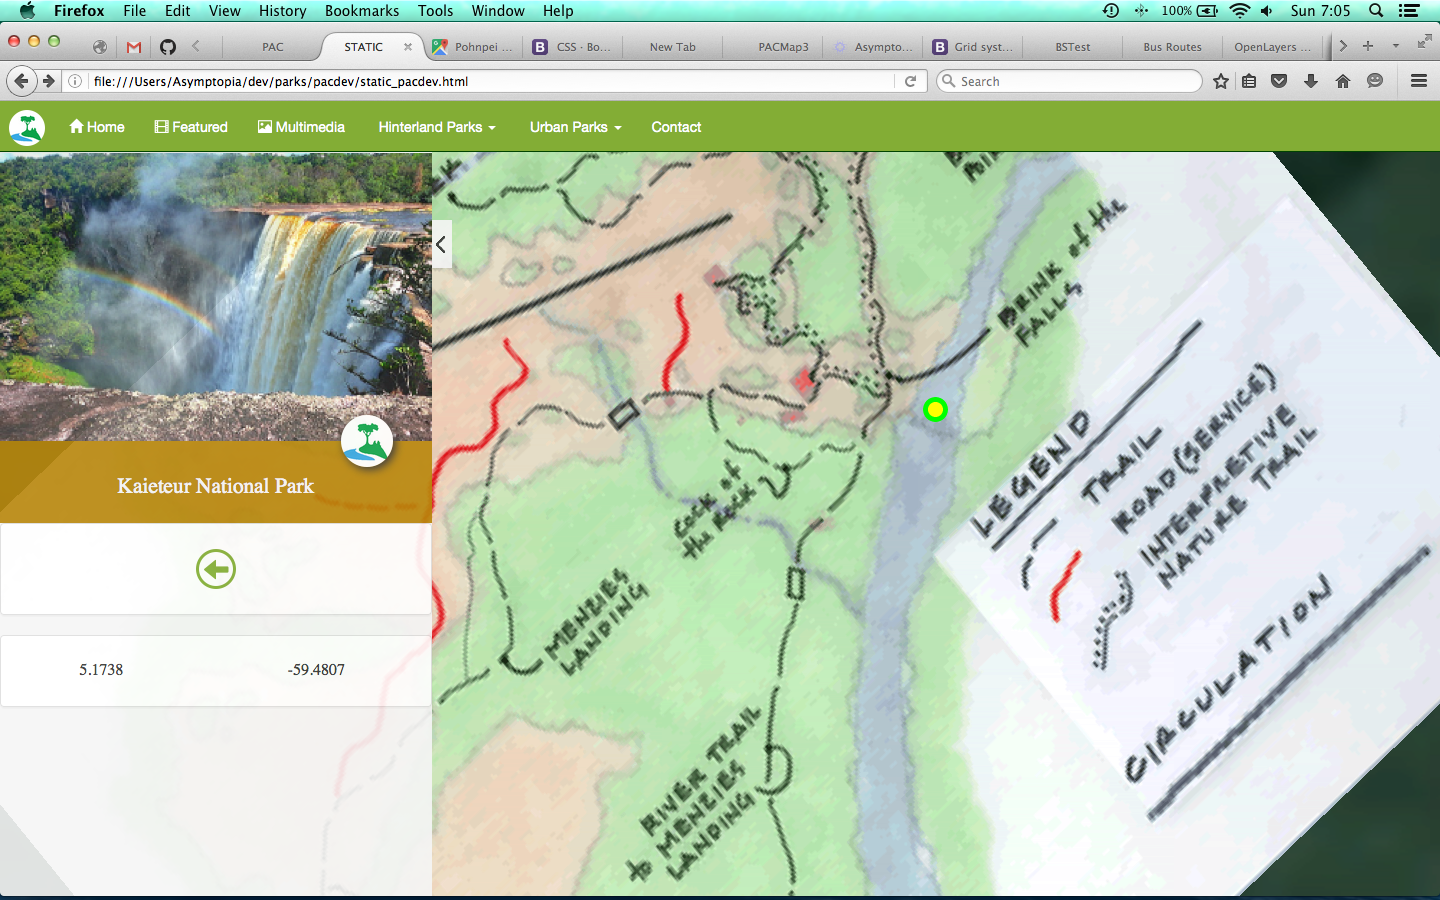 Firefox File Edit View History Bookmarks Tools Window Help 100% Sun 7:05
PAC STATIC Pohnpei ... CSS · Bo... New Tab PACMap3 Asympto... Grid syst... BSTest Bus Routes OpenLayers ...
file:///Users/Asymptopia/dev/parks/pacdev/static_pacdev.html Search
Home Featured Multimedia Hinterland Parks Urban Parks Contact
Kaieteur National Park
5.1738 -59.4807
BRINK of the
FALLS
Cock of
the Rock
MENZIES
LANDING
RIVER TRAIL
to MENZIES
LANDING
LEGEND
TRAIL
ROAD (SERVICE)
INTERPRETIVE
NATURE TRAIL
CIRCULATION